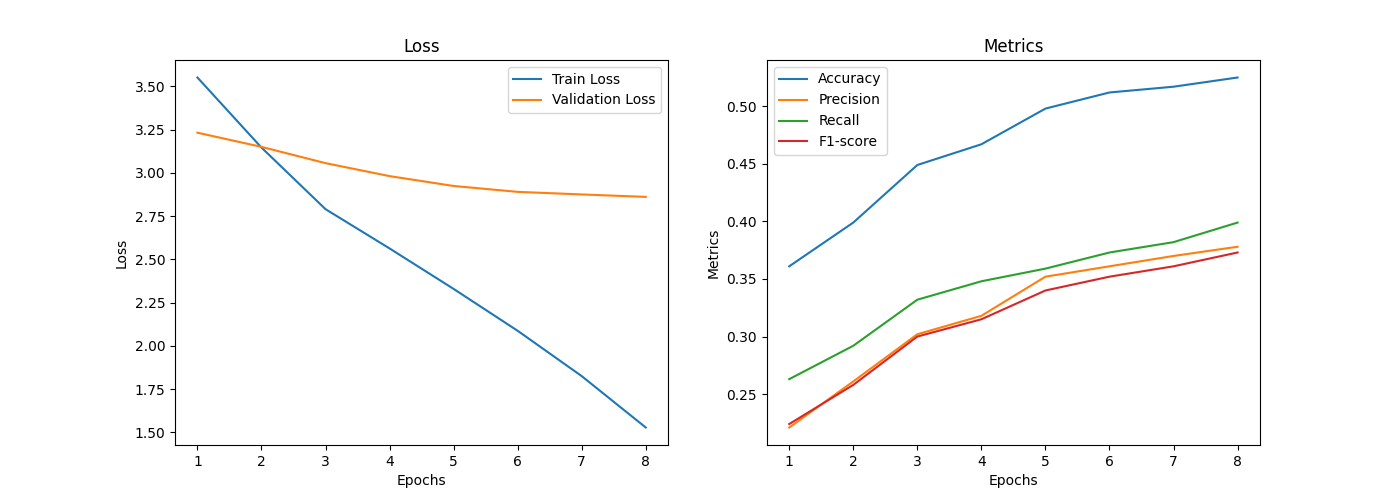 Loss
Train Loss
Validation Loss
3.50
3.25
3.00
2.75
2.50
2.25
2.00
1.75
1.50
Loss
1 2 3 4 5 6 7 8
Epochs
Metrics
Accuracy
Precision
Recall
F1-score
0.50
0.45
0.40
0.35
0.30
0.25
Metrics
1 2 3 4 5 6 7 8
Epochs